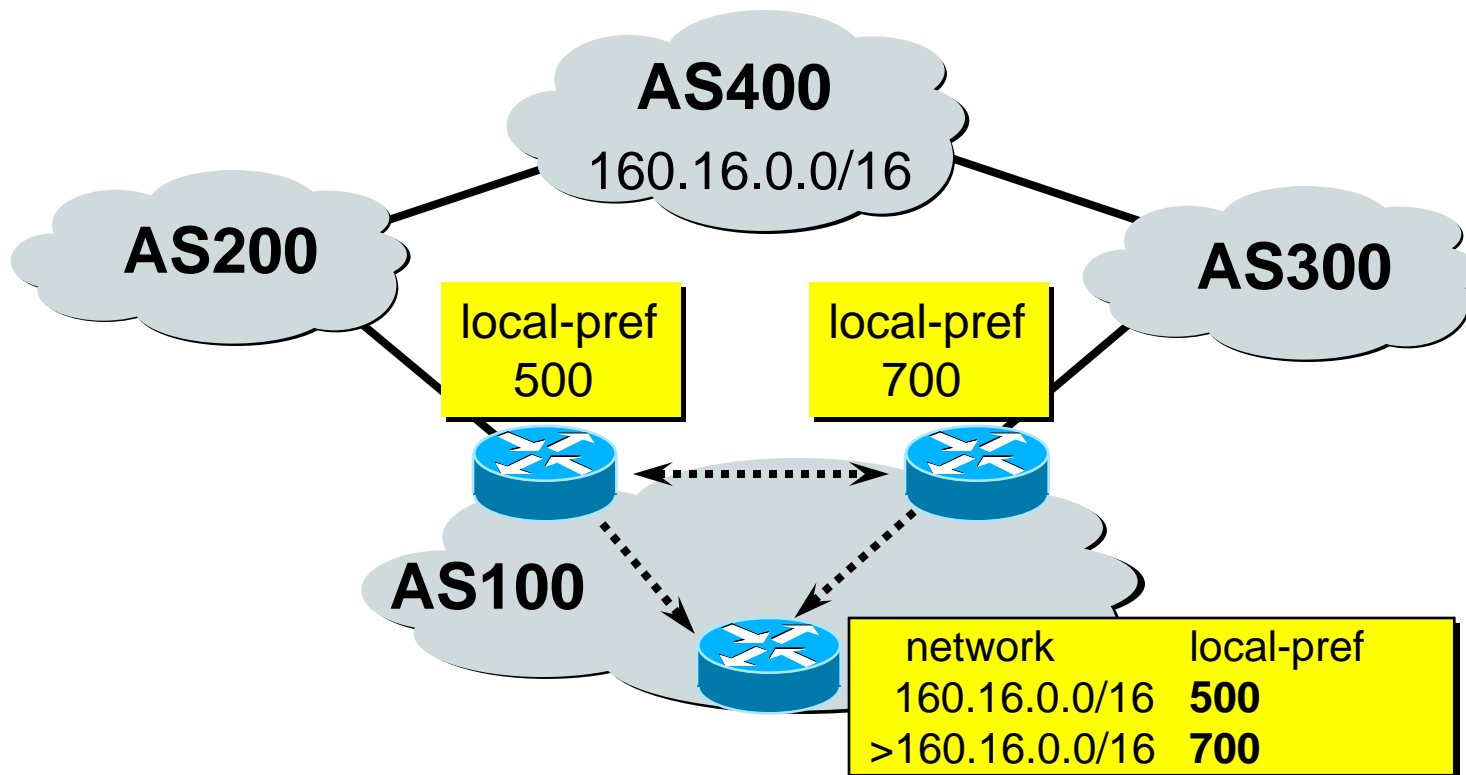 AS400
160.16.0.0/16
AS200
AS300
local-pref
500
local-pref
700
AS100
network local-pref
160.16.0.0/16 500
>160.16.0.0/16 700